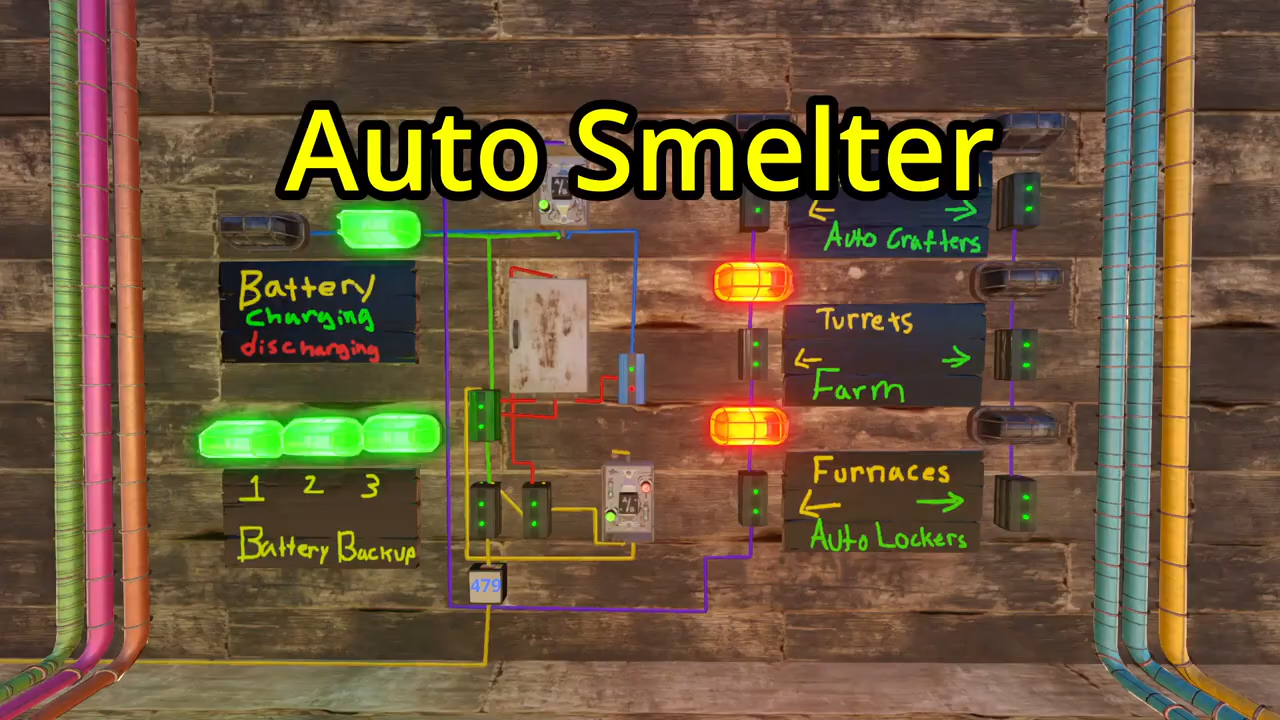 Auto Smelter
Auto Crafters
Battery
charging
discharging
Turrets
Farm
1 2 3
Battery Backup
Furnaces
Auto Lockers
479